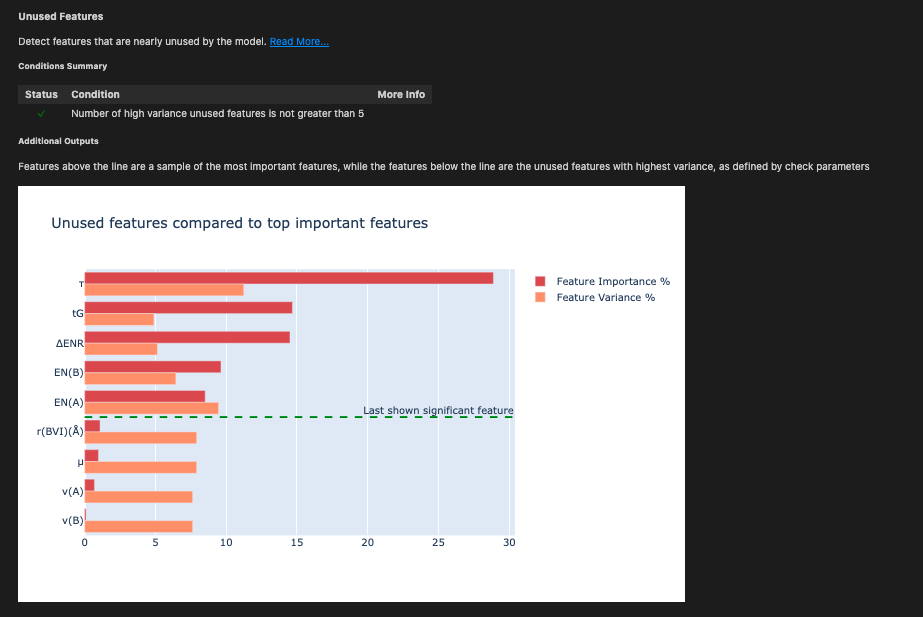 Unused Features
Detect features that are nearly unused by the model. Read More...
Conditions Summary
Status Condition More Info
✓ Number of high variance unused features is not greater than 5
Additional Outputs
Features above the line are a sample of the most important features, while the features below the line are the unused features with highest variance, as defined by check parameters
Unused features compared to top important features
τ
tG
ΔENR
EN(B)
EN(A)
r(BVI)(Å)
μ
v(A)
v(B)
Last shown significant feature
0 5 10 15 20 25 30
Feature Importance %
Feature Variance %